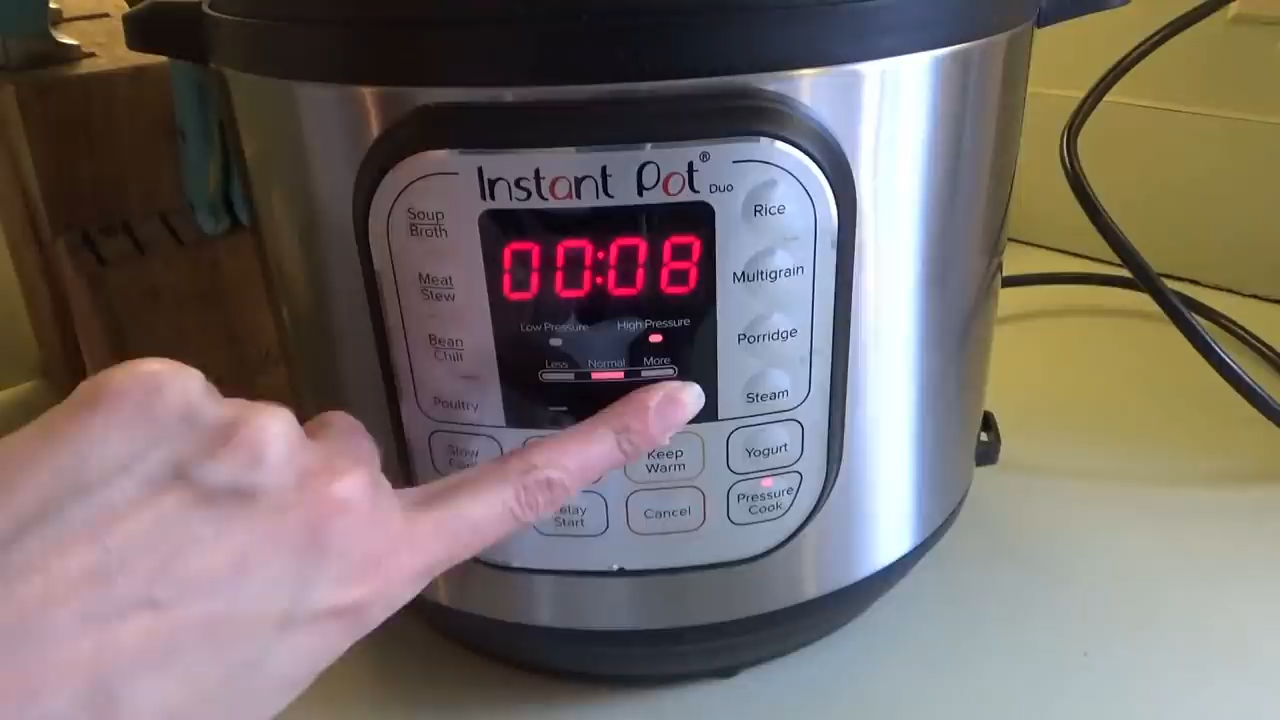 Instant Pot® Duo
Soup
Broth
Meat
Stew
Bean
Chili
Poultry
00:08
Low Pressure High Pressure
Less Normal More
Rice
Multigrain
Porridge
Steam
Slow
Keep
Warm
Yogurt
Start
Cancel
Pressure
Cook